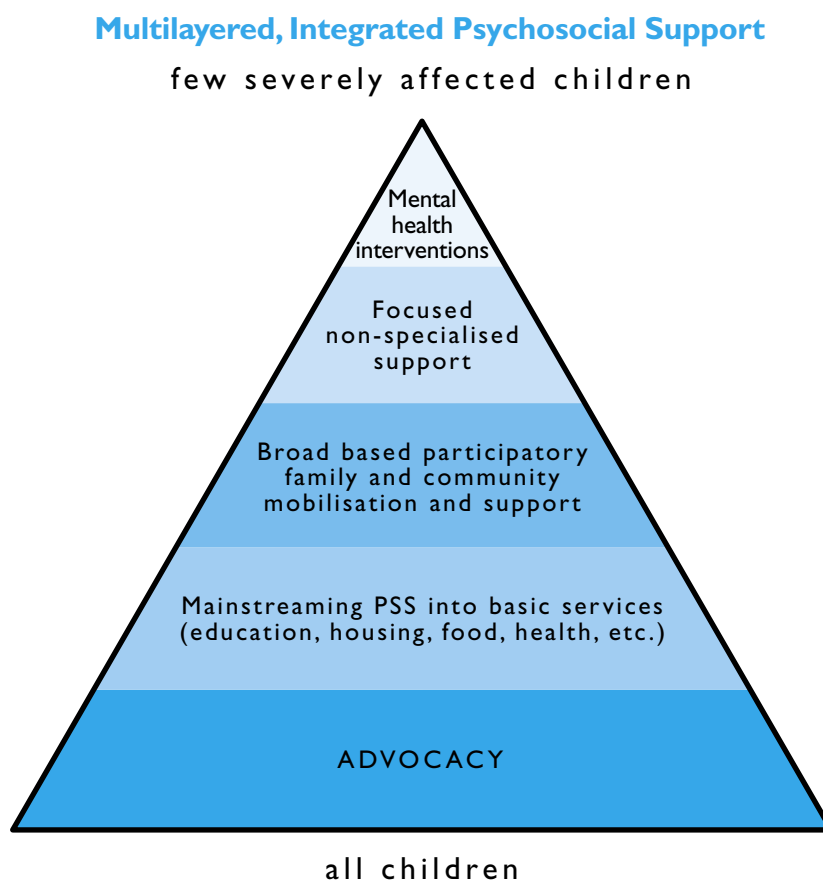 Multilayered, Integrated Psychosocial Support
few severely affected children
Mental
health
interventions
Focused
non-specialised
support
Broad based participatory
family and community
mobilisation and support
Mainstreaming PSS into basic services
(education, housing, food, health, etc.)
ADVOCACY
all children